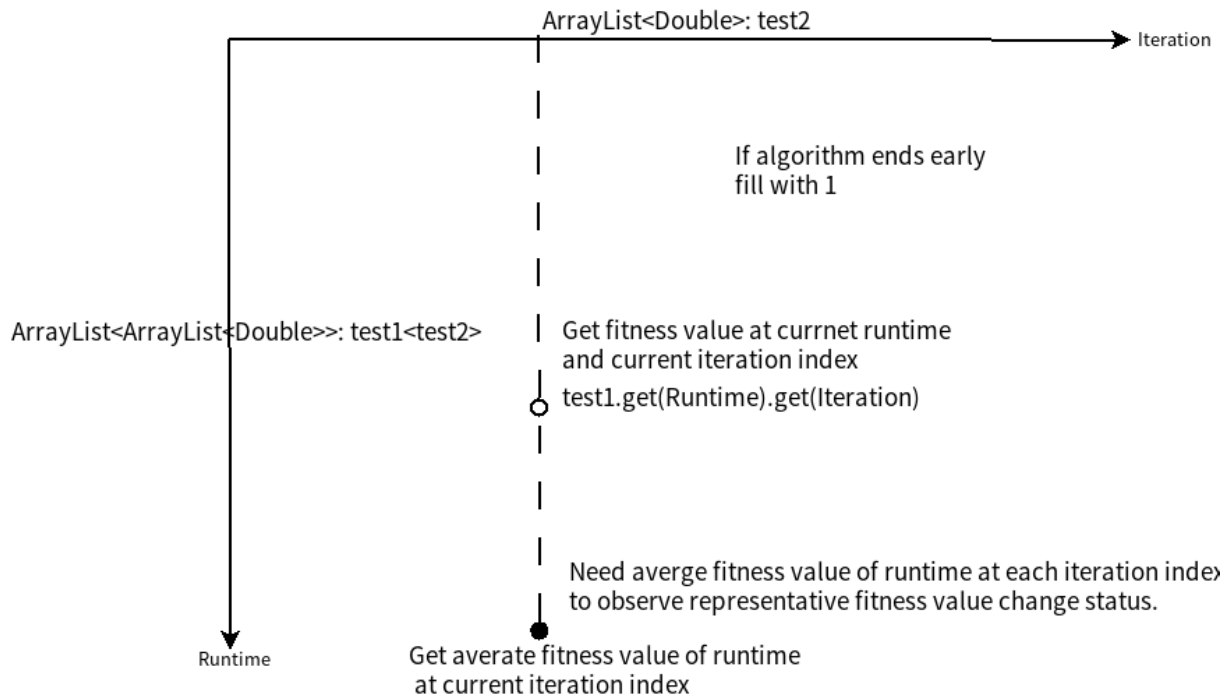 ArrayList<Double>: test2
Iteration
If algorithm ends early
fill with 1
ArrayList<ArrayList<Double>>: test1<test2>
Get fitness value at currnet runtime
and current iteration index
test1.get(Runtime).get(Iteration)
Need averge fitness value of runtime at each iteration index
to observe representative fitness value change status.
Runtime
Get averate fitness value of runtime
at current iteration index